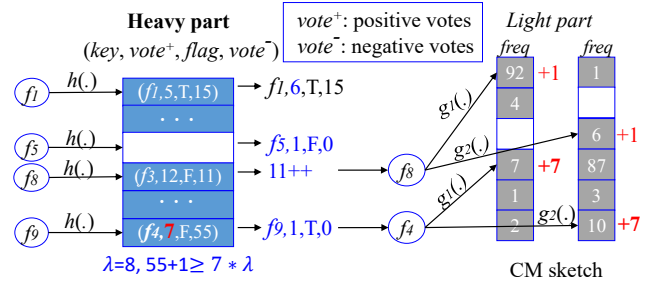 Heavy part
(key, vote⁺, flag, vote⁻)
vote⁺: positive votes
vote⁻: negative votes
Light part
freq freq
f1 h(.) (f1,5,T,15) f1,6,T,15
. . .
f5 h(.) f5,1,F,0
f8 h(.) (f3,12,F,11) 11++ f8
. . .
f9 h(.) (f4,7,F,55) f9,1,T,0 f4
λ=8, 55+1≥ 7 * λ
g1(.) g2(.)
g1(.) g2(.)
92 +1 1
4
6 +1
7 +7 87
1 3
2 10 +7
CM sketch